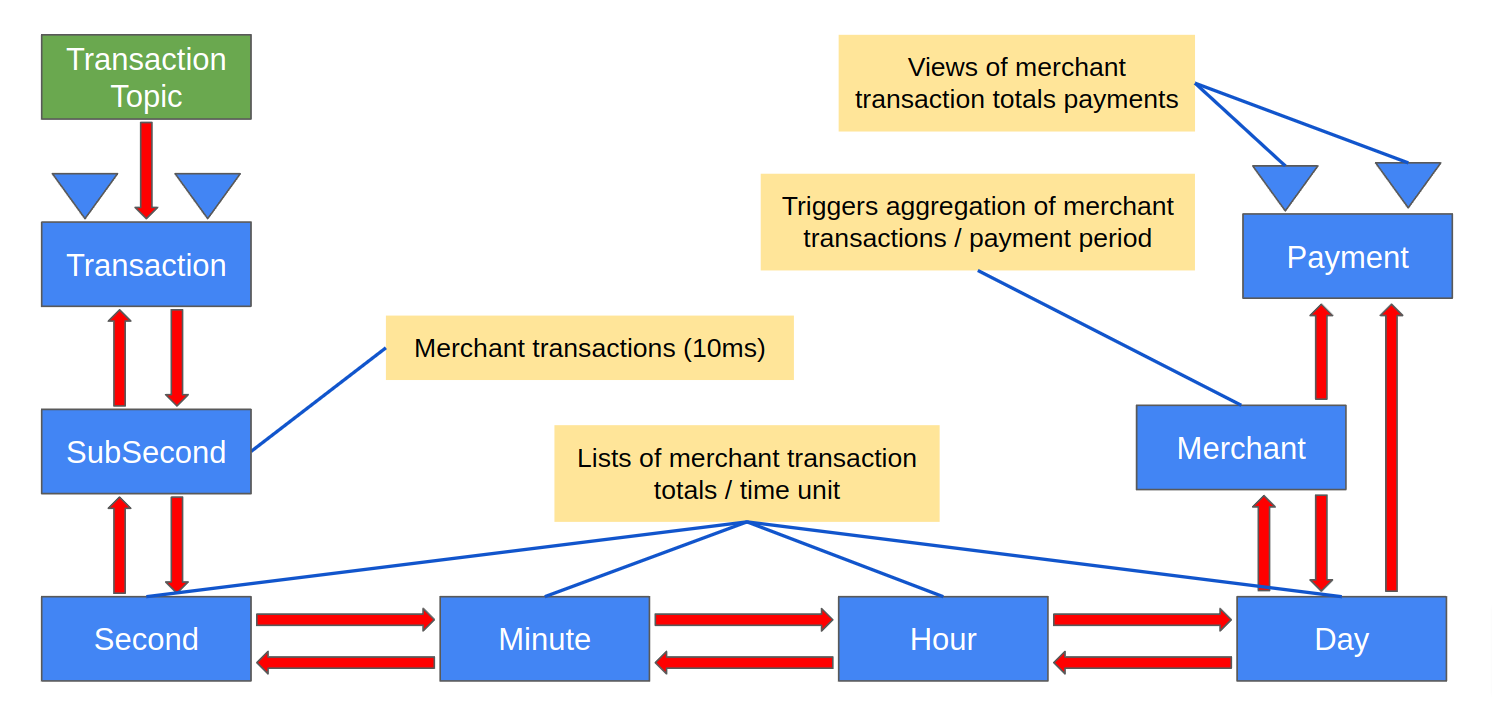 Transaction
Topic
Views of merchant
transaction totals payments
Triggers aggregation of merchant
transactions / payment period
Transaction
Payment
Merchant transactions (10ms)
SubSecond
Lists of merchant transaction
totals / time unit
Merchant
Second
Minute
Hour
Day